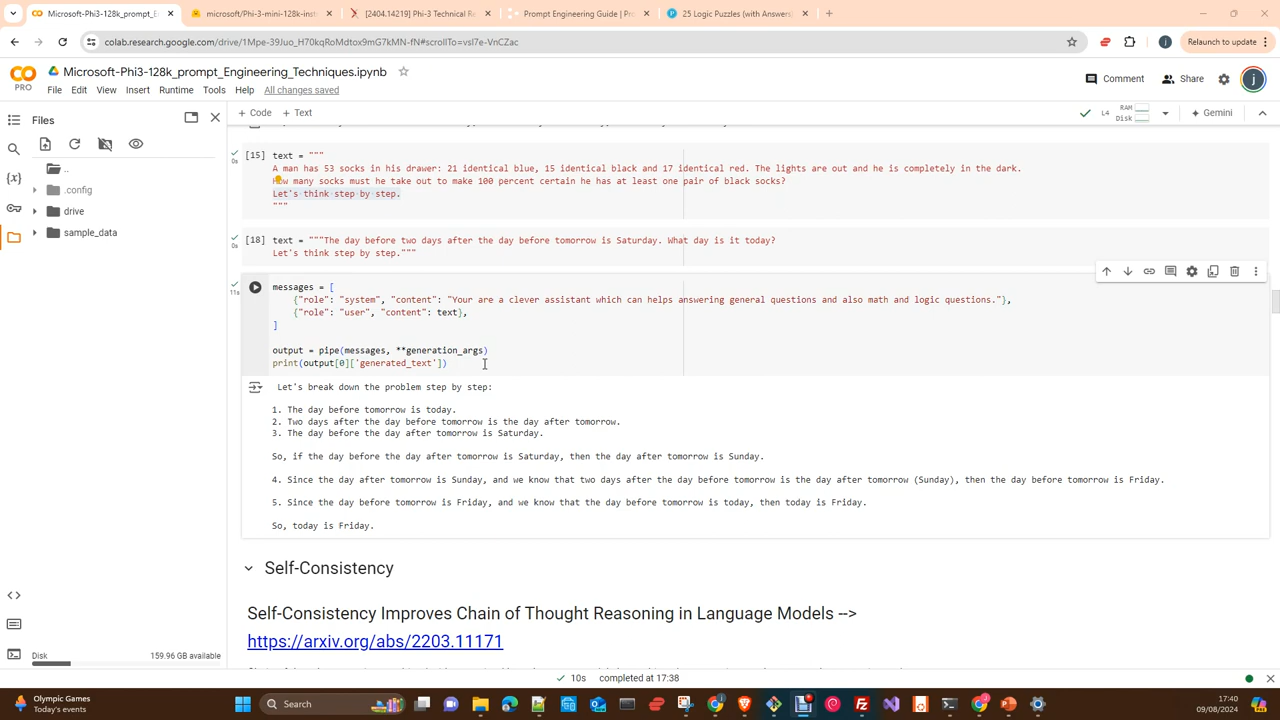 Microsoft-Phi3-128k_prompt_E
microsoft/Phi-3-mini-128k-inst
[2404.14219] Phi-3 Technical Re
Prompt Engineering Guide | Pro
25 Logic Puzzles (with Answers)
colab.research.google.com/drive/1Mpe-39Juo_H70kqRoMdtox9mG7kMN-fN#scrollTo=vsl7e-VnCZac
Relaunch to update
Microsoft-Phi3-128k_prompt_Engineering_Techniques.ipynb
PRO
File Edit View Insert Runtime Tools Help All changes saved
Comment Share j
Files
+ Code + Text
L4 RAM Disk Gemini
..
.config
drive
sample_data
[15] text = """
A man has 53 socks in his drawer: 21 identical blue, 15 identical black and 17 identical red. The lights are out and he is completely in the dark.
How many socks must he take out to make 100 percent certain he has at least one pair of black socks?
Let's think step by step.
"""
0s
[18] text = """The day before two days after the day before tomorrow is Saturday. What day is it today?
Let's think step by step."""
0s
messages = [
{"role": "system", "content": "Your are a clever assistant which can helps answering general questions and also math and logic questions."},
{"role": "user", "content": text},
]
11s
output = pipe(messages, **generation_args)
print(output[0]['generated_text'])
Let's break down the problem step by step:
1. The day before tomorrow is today.
2. Two days after the day before tomorrow is the day after tomorrow.
3. The day before the day after tomorrow is Saturday.
So, if the day before the day after tomorrow is Saturday, then the day after tomorrow is Sunday.
4. Since the day after tomorrow is Sunday, and we know that two days after the day before tomorrow is the day after tomorrow (Sunday), then the day before tomorrow is Friday.
5. Since the day before tomorrow is Friday, and we know that the day before tomorrow is today, then today is Friday.
So, today is Friday.
Self-Consistency
Self-Consistency Improves Chain of Thought Reasoning in Language Models -->
https://arxiv.org/abs/2203.11171
Disk 159.96 GB available
10s completed at 17:38
Olympic Games
Today's events
Search
17:40
09/08/2024